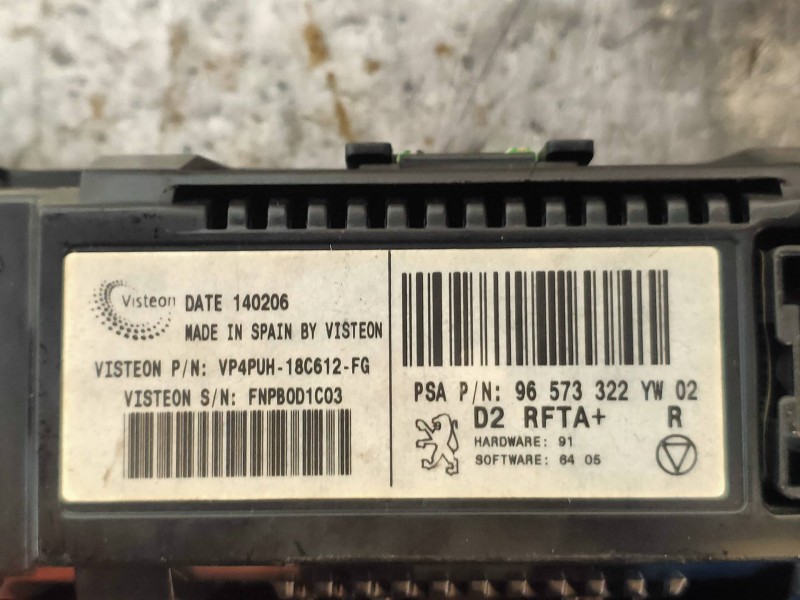 Visteon DATE 140206
MADE IN SPAIN BY VISTEON
VISTEON P/N: VP4PUH-18C612-FG
VISTEON S/N: FNPB0D1C03
PSA P/N: 96 573 322 YW 02
D2 RFTA+ R
HARDWARE: 91
SOFTWARE: 64 05